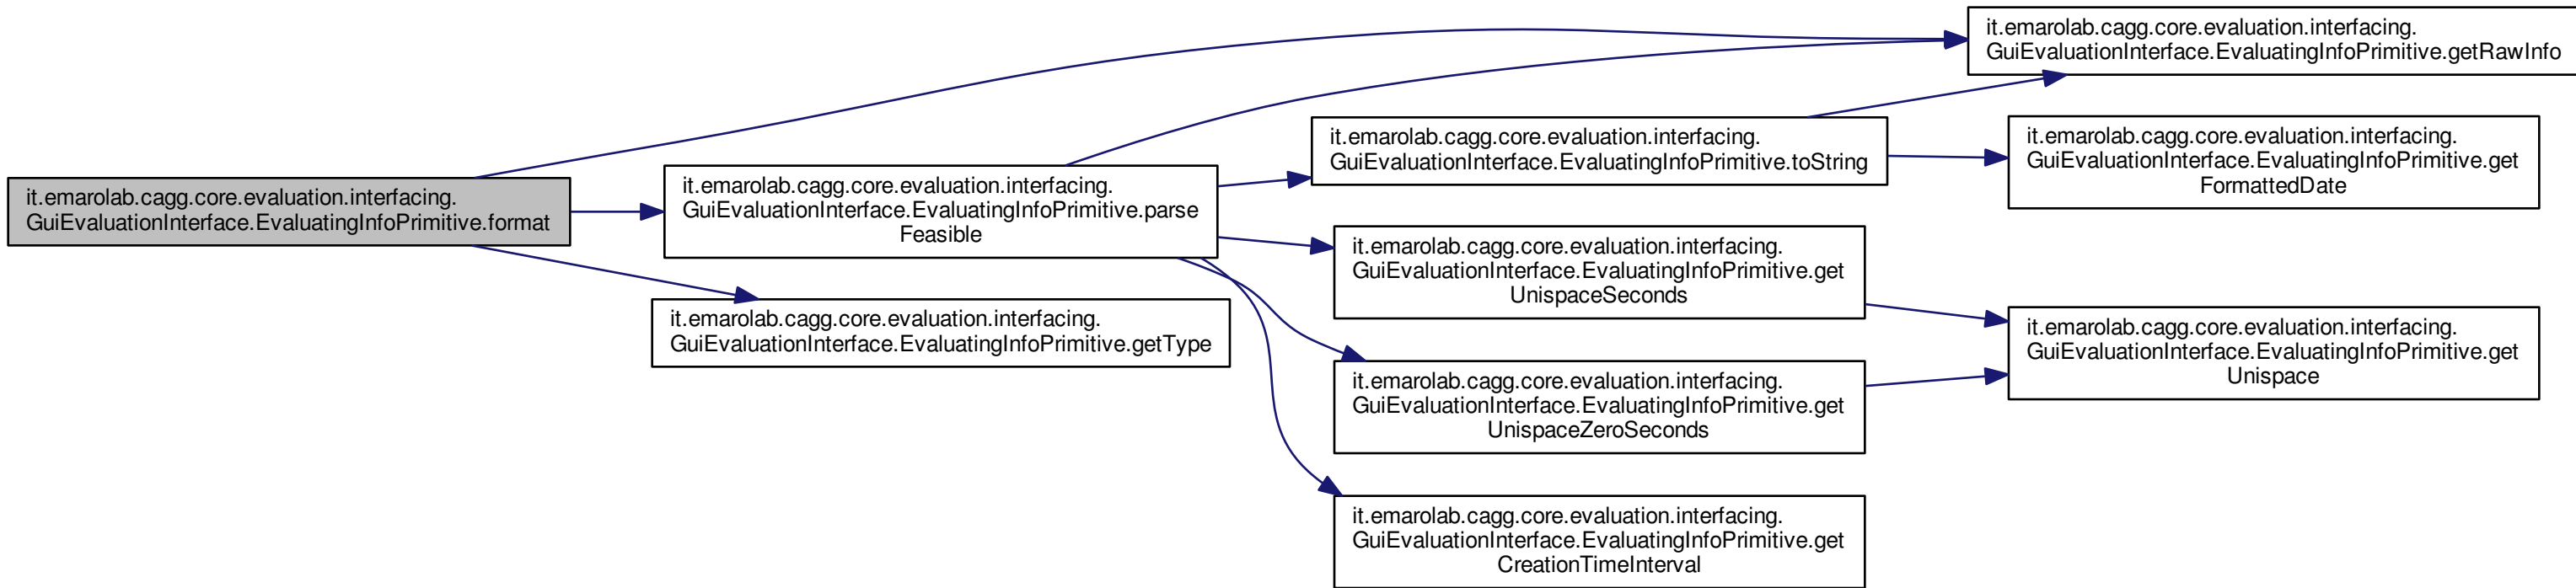 it.emarolab.cagg.core.evaluation.interfacing.
GuiEvaluationInterface.EvaluatingInfoPrimitive.format
it.emarolab.cagg.core.evaluation.interfacing.
GuiEvaluationInterface.EvaluatingInfoPrimitive.parse
Feasible
it.emarolab.cagg.core.evaluation.interfacing.
GuiEvaluationInterface.EvaluatingInfoPrimitive.getType
it.emarolab.cagg.core.evaluation.interfacing.
GuiEvaluationInterface.EvaluatingInfoPrimitive.toString
it.emarolab.cagg.core.evaluation.interfacing.
GuiEvaluationInterface.EvaluatingInfoPrimitive.get
UnispaceSeconds
it.emarolab.cagg.core.evaluation.interfacing.
GuiEvaluationInterface.EvaluatingInfoPrimitive.get
UnispaceZeroSeconds
it.emarolab.cagg.core.evaluation.interfacing.
GuiEvaluationInterface.EvaluatingInfoPrimitive.get
CreationTimeInterval
it.emarolab.cagg.core.evaluation.interfacing.
GuiEvaluationInterface.EvaluatingInfoPrimitive.getRawInfo
it.emarolab.cagg.core.evaluation.interfacing.
GuiEvaluationInterface.EvaluatingInfoPrimitive.get
FormattedDate
it.emarolab.cagg.core.evaluation.interfacing.
GuiEvaluationInterface.EvaluatingInfoPrimitive.get
Unispace